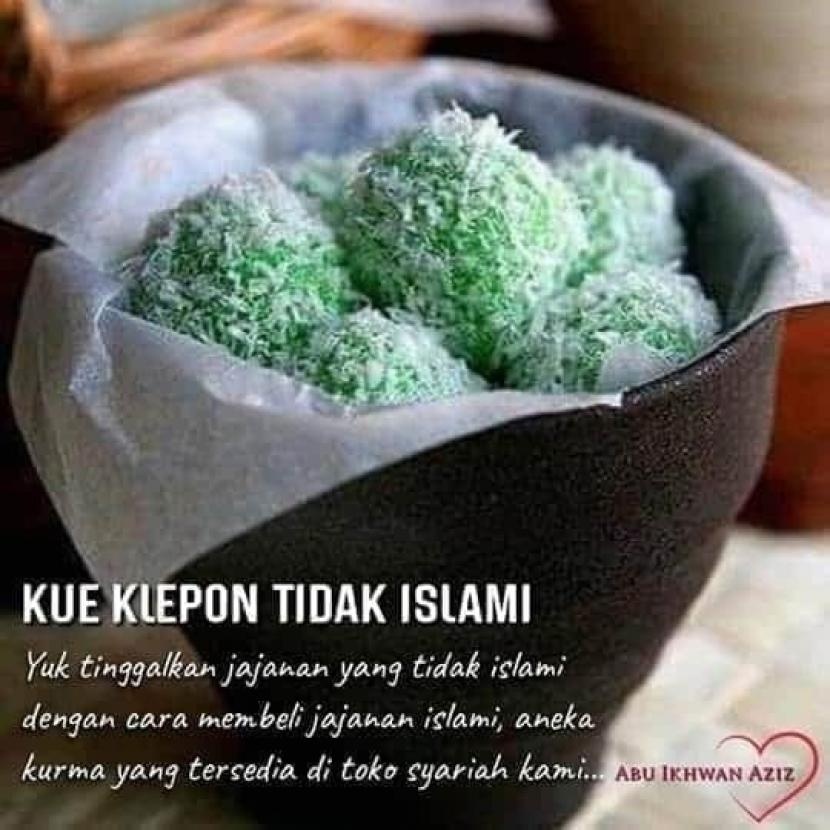 KUE KLEPON TIDAK ISLAMI
Yuk tinggalkan jajanan yang tidak islami
dengan cara membeli jajanan islami, aneka
kurma yang tersedia di toko syariah kami...
ABU IKHWAN AZIZ